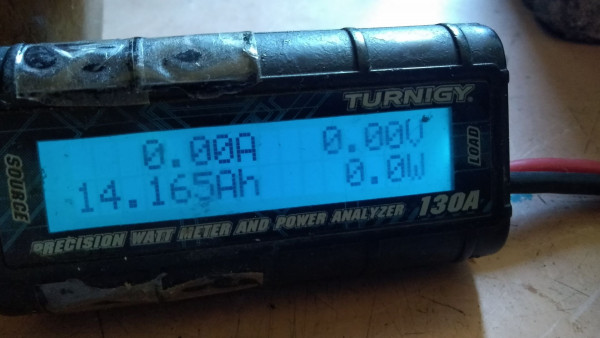 TURNIGY
SOURCE
0.00A 0.00V
14.165Ah 0.0W
LOAD
PRECISION WATT METER AND POWER ANALYZER 130A